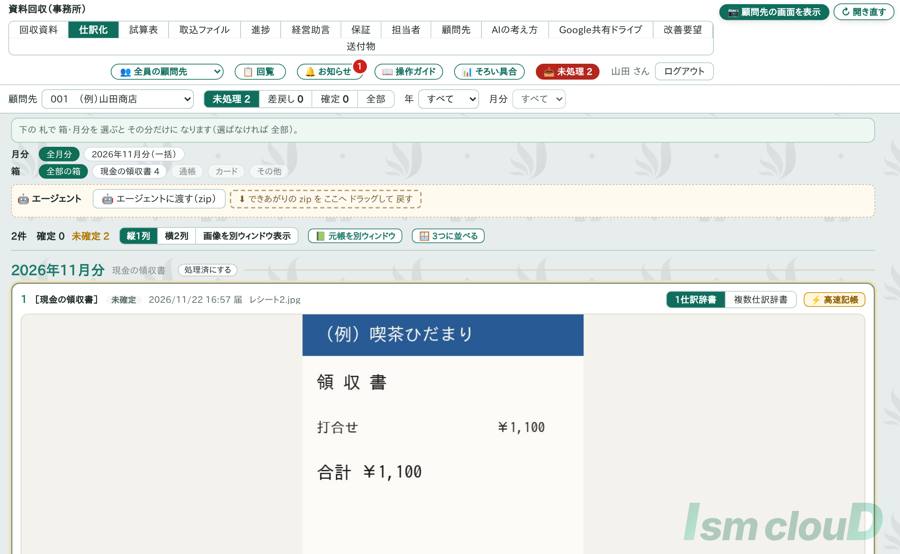 資料回収(事務所)
📷 顧客先の画面を表示 ↻ 開き直す
回収資料 仕訳化 試算表 取込ファイル 進捗 経営助言 保証 担当者 顧問先 AIの考え方 Google共有ドライブ 改善要望
送付物
👥 全員の顧問先 📋 回覧 🔔 お知らせ 1 📖 操作ガイド 📊 そろい具合 📥 未処理 2 山田 さん ログアウト
顧問先 001 (例)山田商店 未処理 2 差戻し 0 確定 0 全部 年 すべて 月分 すべて
下の 札で 箱・月分を 選ぶと その分だけに なります(選ばなければ 全部)。
月分 全月分 2026年11月分(一括)
箱 全部の箱 現金の領収書 4 通帳 カード その他
🤖 エージェント 🤖 エージェントに渡す(zip) ⬇ できあがりの zip を ここへ ドラッグして 戻す
2件 確定 0 未確定 2 縦1列 横2列 画像を別ウィンドウ表示 📗 元帳を別ウィンドウ 🪟 3つに並べる
2026年11月分 現金の領収書 処理済にする
1 [現金の領収書] 未確定 2026/11/22 16:57 届 レシート2.jpg 1仕訳辞書 複数仕訳辞書 ⚡ 高速記帳
(例)喫茶ひだまり
領 収 書
打合せ ¥1,100
合計 ¥1,100
Ism clouD